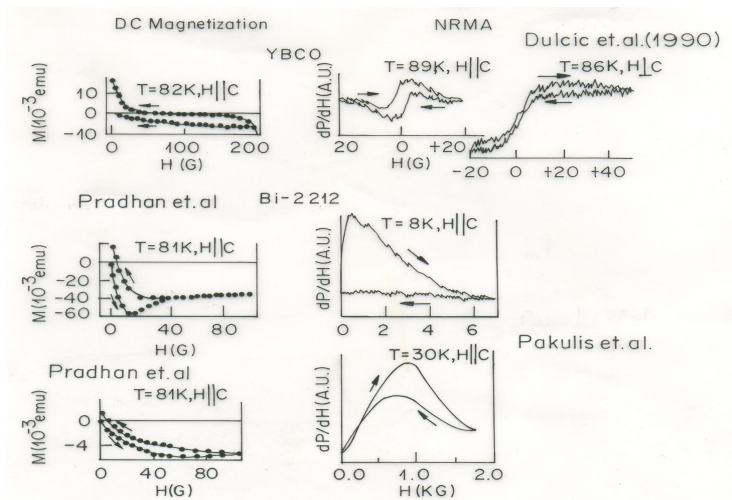 DC Magnetization
NRMA
YBCO
Dulcic et.al.(1990)
T=82K,H||C
T=89K,H||C
T=86K,H⊥C
M(10⁻³emu)
10
0
-10
0 100 200
H(G)
dP/dH(A.U.)
20 0 +20
H(G)
-20 0 +20 +40
Pradhan et.al
Bi-2212
T=81K,H||C
T=8K,H||C
M(10⁻³emu)
0
-20
-40
-60
0 40 80
H(G)
dP/dH(A.U.)
0 2 4 6
Pradhan et.al
T=81K,H||C
T=30K,H||C
Pakulis et.al.
M(10⁻³emu)
0
-4
0 40 80
H(G)
dP/dH(A.U.)
0.0 1.0 2.0
H(KG)